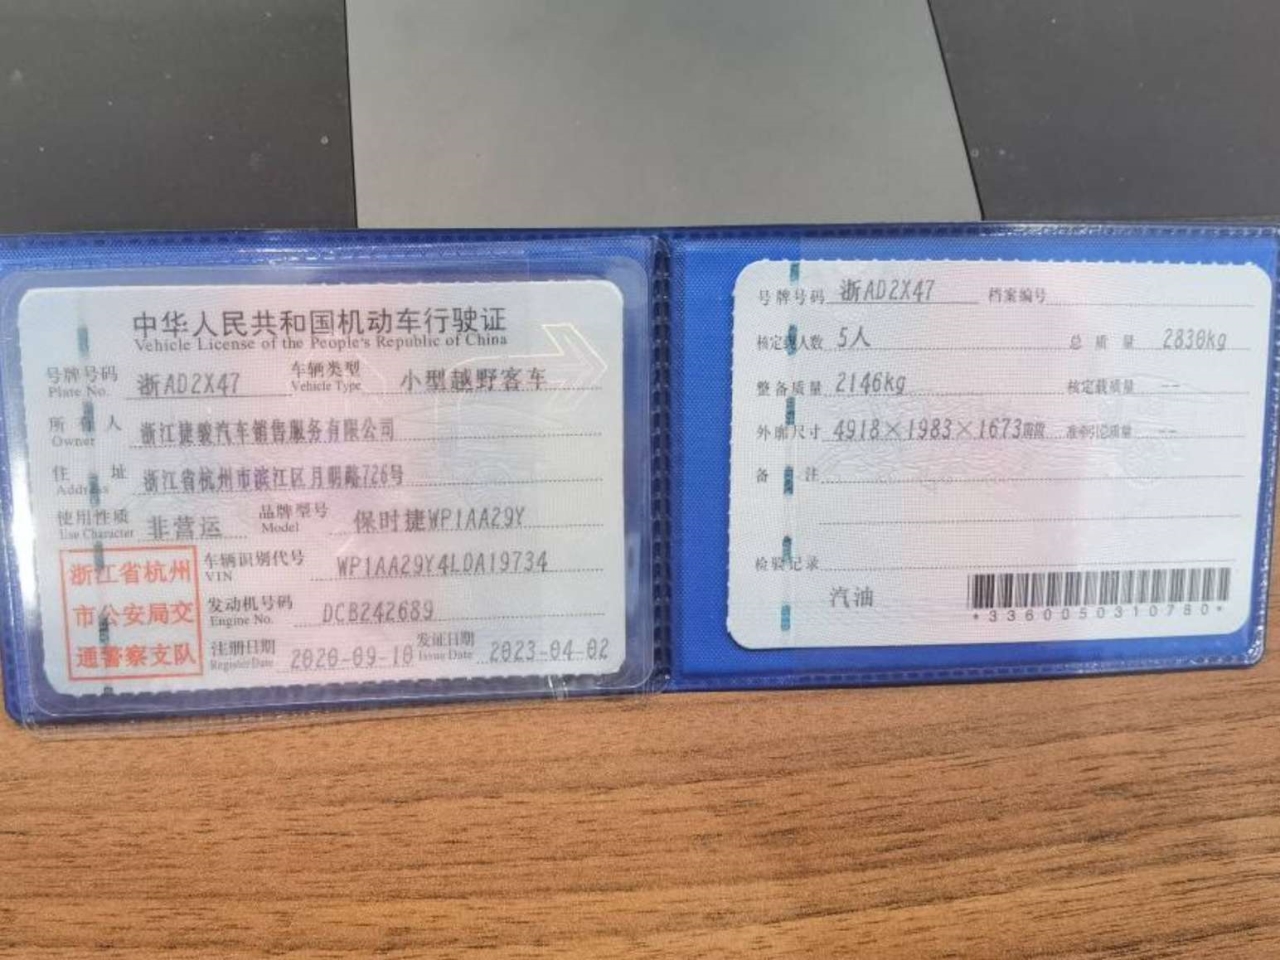 中华人民共和国机动车行驶证
Vehicle License of the People's Republic of China
号牌号码 浙AD2X47 车辆类型 小型越野客车
Plate No. Vehicle Type
所有人 浙江捷骏汽车销售服务有限公司
Owner
住址 浙江省杭州市滨江区月明路726号
Address
使用性质 非营运 品牌型号 保时捷WP1AA29Y
Use Character Model
浙江省杭州
市公安局交
通警察支队
车辆识别代号 WP1AA29Y4LDA19734
VIN
发动机号码 DCB242689
Engine No.
注册日期 2020-09-10 发证日期 2023-04-02
Register Date Issue Date
号牌号码 浙AD2X47 档案编号
核定载人数 5人 总质量 2830kg
整备质量 2146kg 核定载质量 --
外廓尺寸 4918×1983×1673mm 准牵引总质量 --
备注
检验记录
汽油
*3360050310780*